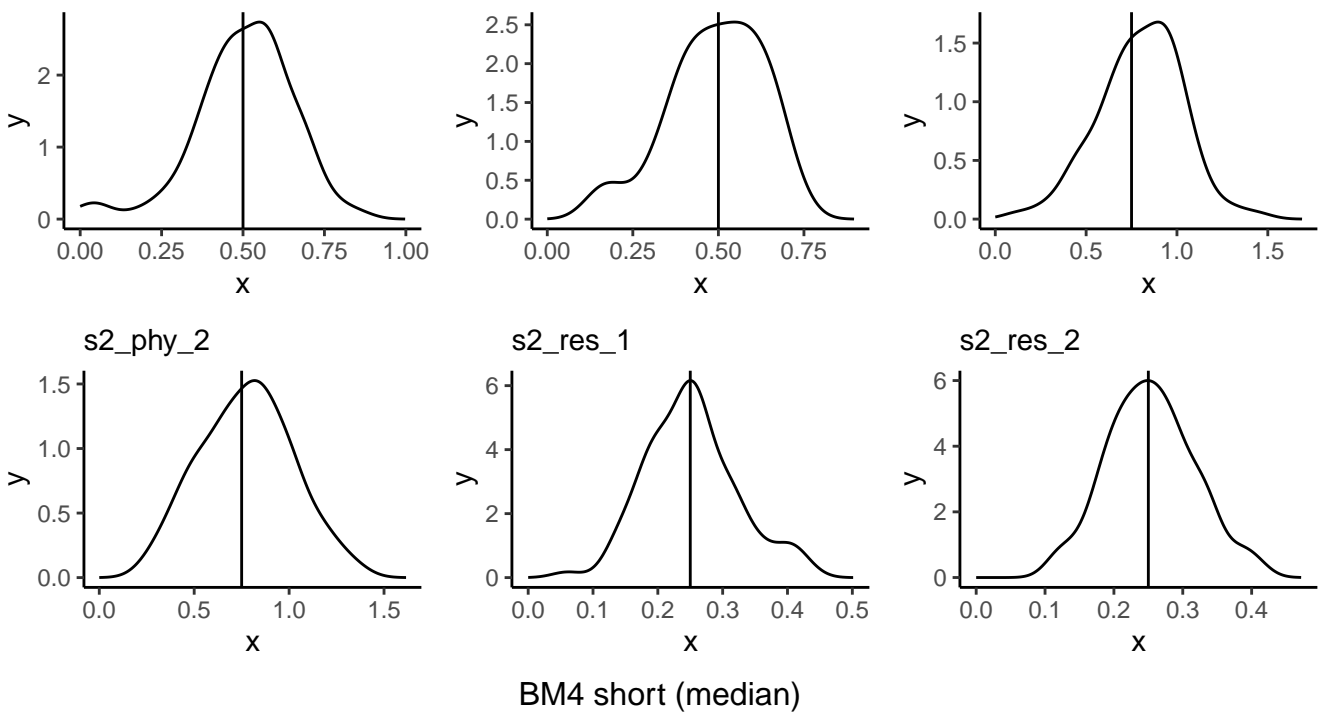 y
2
1
0
0.00 0.25 0.50 0.75 1.00
x
y
2.5
2.0
1.5
1.0
0.5
0.0
0.00 0.25 0.50 0.75
x
y
1.5
1.0
0.5
0.0
0.0 0.5 1.0 1.5
x
s2_phy_2
y
1.5
1.0
0.5
0.0
0.0 0.5 1.0 1.5
x
s2_res_1
y
6
4
2
0
0.0 0.1 0.2 0.3 0.4 0.5
x
s2_res_2
y
6
4
2
0
0.0 0.1 0.2 0.3 0.4
x
BM4 short (median)